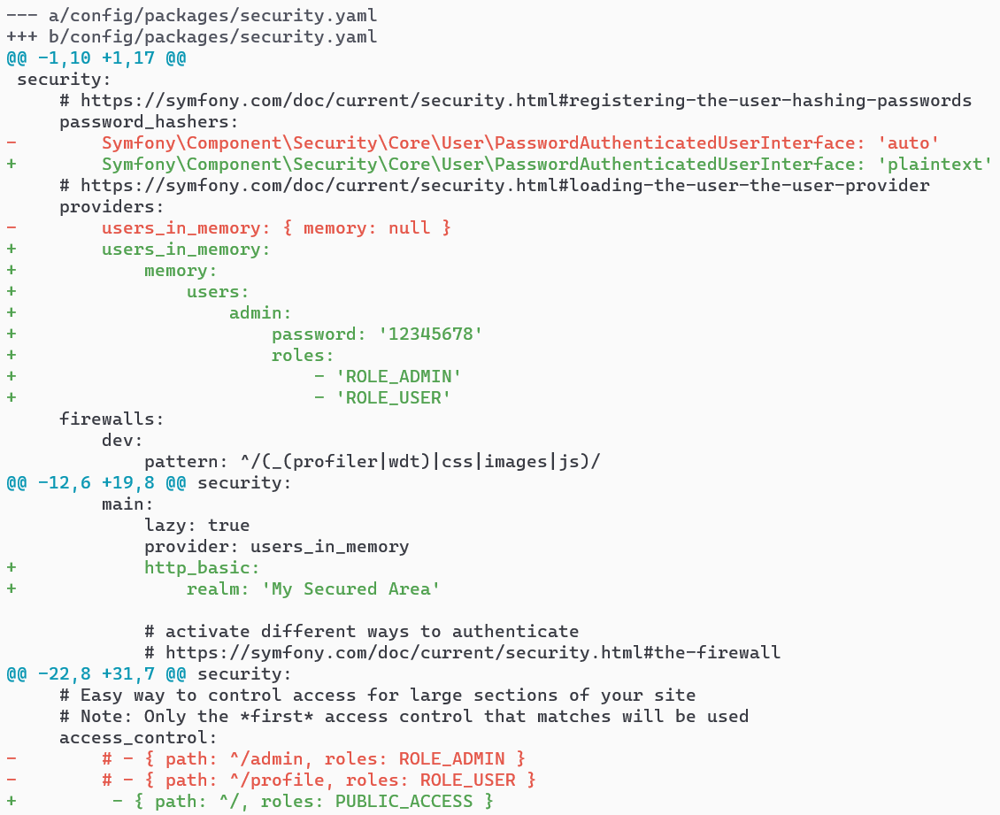 --- a/config/packages/security.yaml
+++ b/config/packages/security.yaml
@@ -1,10 +1,17 @@
 security:
     # https://symfony.com/doc/current/security.html#registering-the-user-hashing-passwords
     password_hashers:
-        Symfony\Component\Security\Core\User\PasswordAuthenticatedUserInterface: 'auto'
+        Symfony\Component\Security\Core\User\PasswordAuthenticatedUserInterface: 'plaintext'
     # https://symfony.com/doc/current/security.html#loading-the-user-the-user-provider
     providers:
-        users_in_memory: { memory: null }
+        users_in_memory:
+            memory:
+                users:
+                    admin:
+                        password: '12345678'
+                        roles:
+                            - 'ROLE_ADMIN'
+                            - 'ROLE_USER'
     firewalls:
         dev:
             pattern: ^/(_(profiler|wdt)|css|images|js)/
@@ -12,6 +19,8 @@ security:
         main:
             lazy: true
             provider: users_in_memory
+            http_basic:
+                realm: 'My Secured Area'

             # activate different ways to authenticate
             # https://symfony.com/doc/current/security.html#the-firewall
@@ -22,8 +31,7 @@ security:
     # Easy way to control access for large sections of your site
     # Note: Only the *first* access control that matches will be used
     access_control:
-        # - { path: ^/admin, roles: ROLE_ADMIN }
-        # - { path: ^/profile, roles: ROLE_USER }
+         - { path: ^/, roles: PUBLIC_ACCESS }